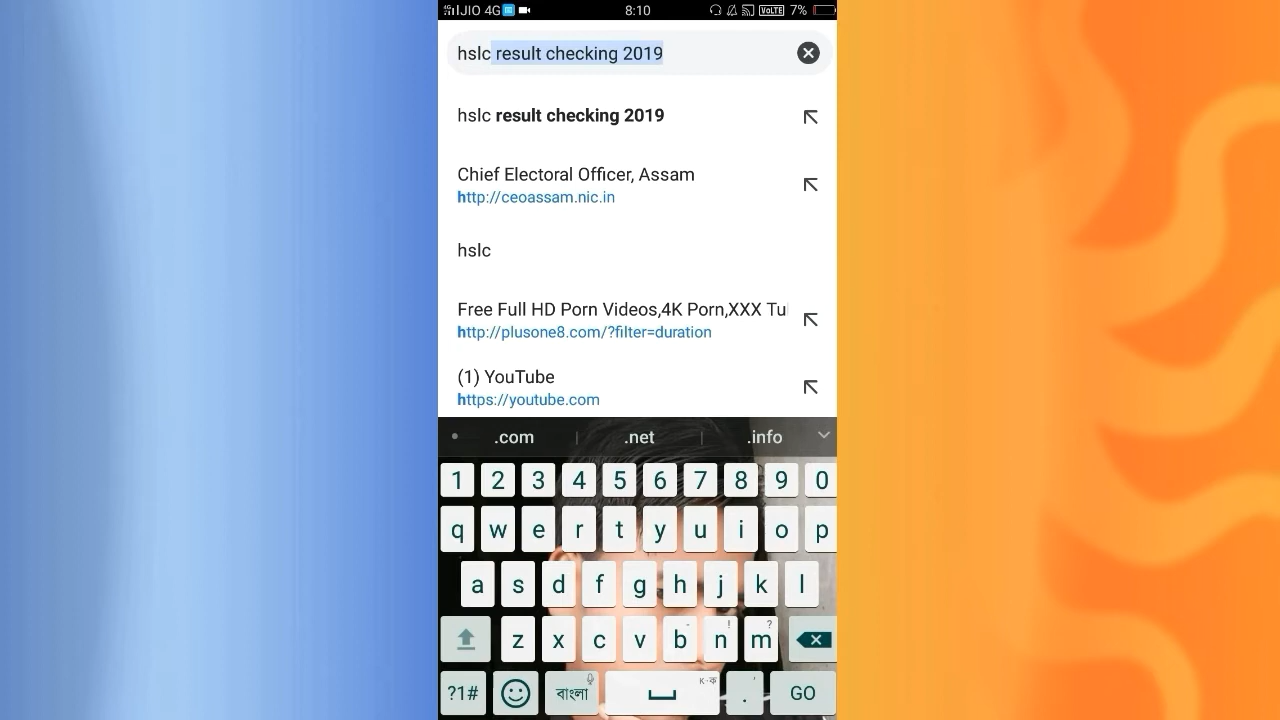 JIO 4G 8:10 VoLTE 7%
hslc result checking 2019
hslc result checking 2019
Chief Electoral Officer, Assam
http://ceoassam.nic.in
hslc
Free Full HD Porn Videos,4K Porn,XXX Tu
http://plusone8.com/?filter=duration
(1) YouTube
https://youtube.com
.com .net .info
1 2 3 4 5 6 7 8 9 0
q w e r t y u i o p
a s d f g h j k l
z x c v b n m
?1# বাংলা ক-ক . GO